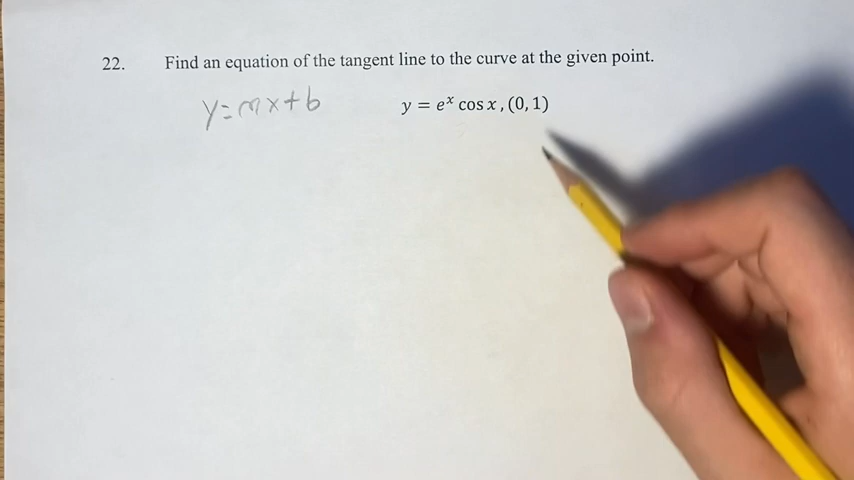 22. Find an equation of the tangent line to the curve at the given point.
y=mx+b
y = eˣ cos x , (0, 1)